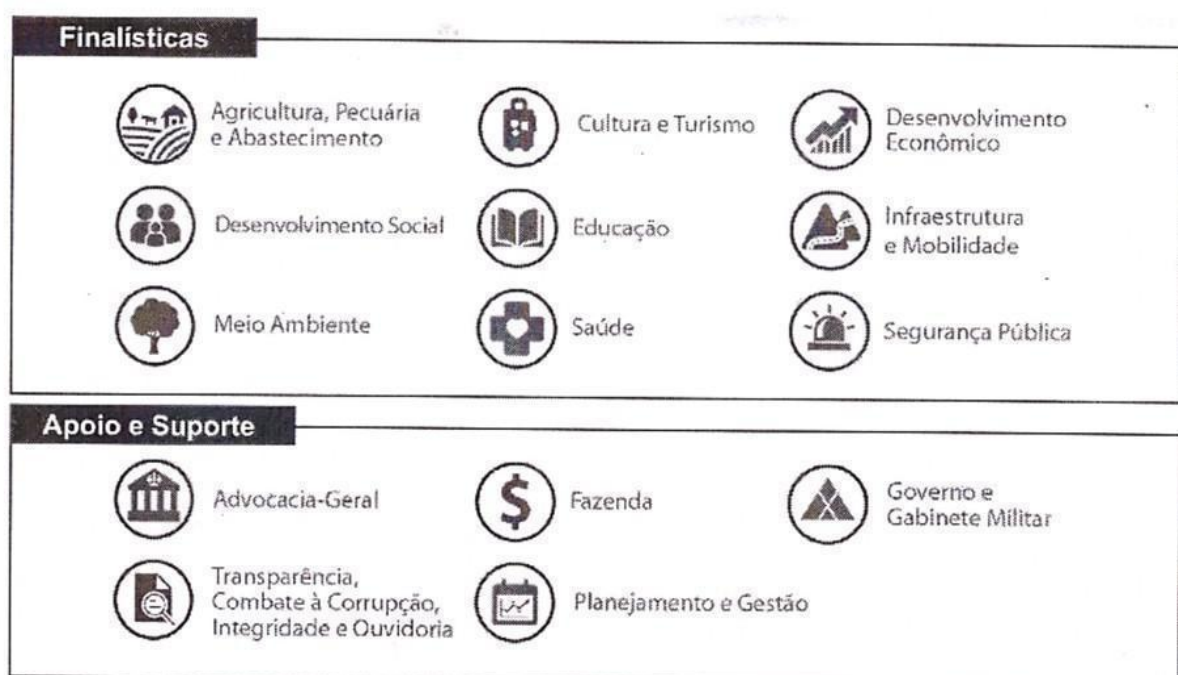 Finalísticas
Agricultura, Pecuária
e Abastecimento
Cultura e Turismo
Desenvolvimento
Econômico
Desenvolvimento Social
Educação
Infraestrutura
e Mobilidade
Meio Ambiente
Saúde
Segurança Pública
Apoio e Suporte
Advocacia-Geral
Fazenda
Governo e
Gabinete Militar
Transparência,
Combate à Corrupção,
Integridade e Ouvidoria
Planejamento e Gestão